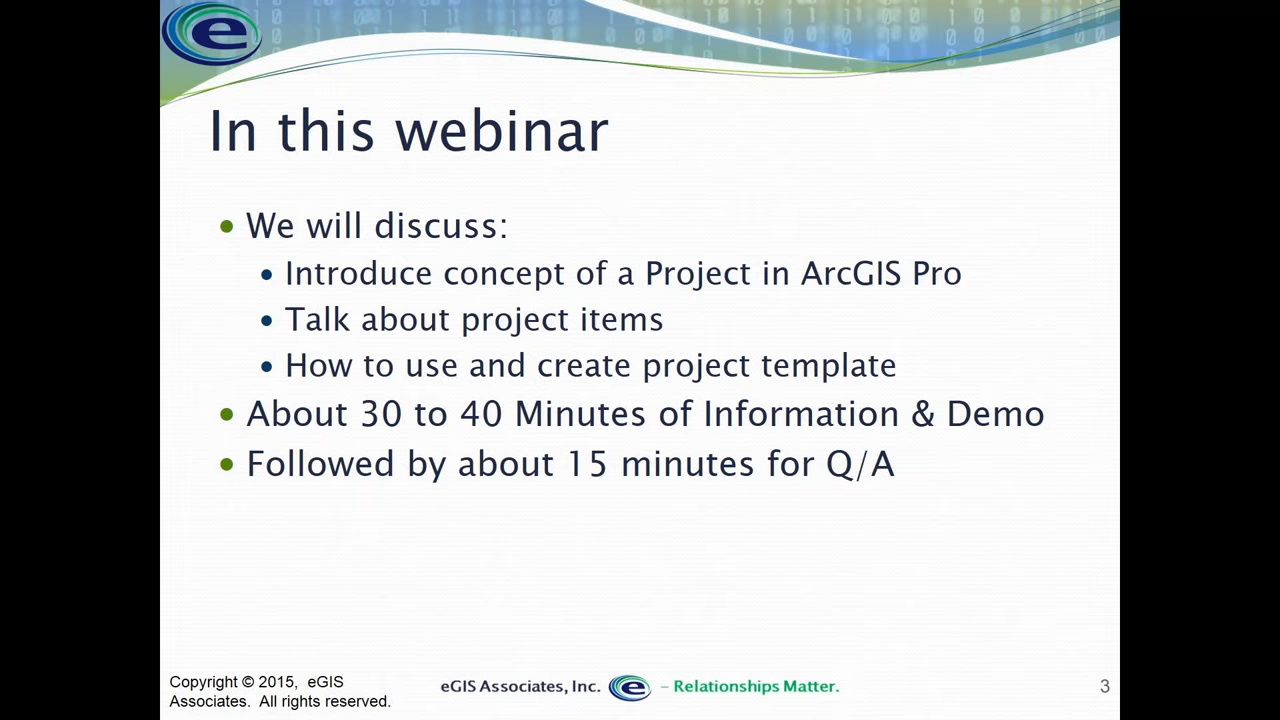 e
In this webinar
We will discuss:
Introduce concept of a Project in ArcGIS Pro
Talk about project items
How to use and create project template
About 30 to 40 Minutes of Information & Demo
Followed by about 15 minutes for Q/A
Copyright © 2015, eGIS
Associates. All rights reserved.
eGIS Associates, Inc. e – Relationships Matter.
3